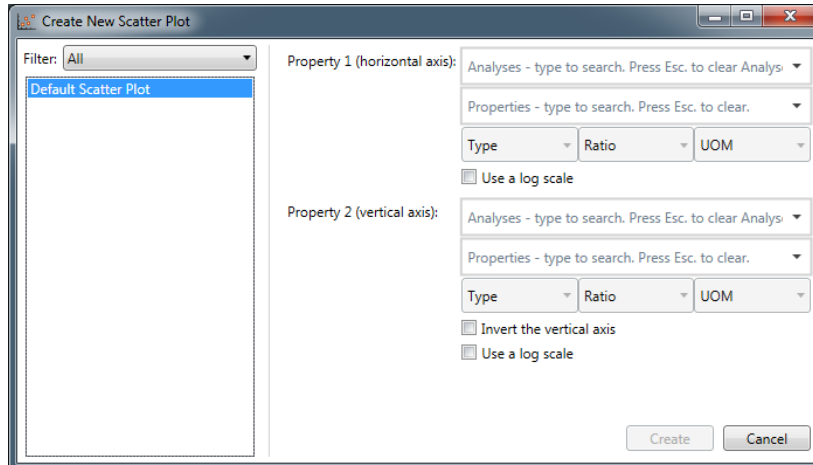 Create New Scatter Plot
Filter: All
Default Scatter Plot
Property 1 (horizontal axis):
Analyses - type to search. Press Esc. to clear Analys
Properties - type to search. Press Esc. to clear.
Type Ratio UOM
Use a log scale
Property 2 (vertical axis):
Analyses - type to search. Press Esc. to clear Analys
Properties - type to search. Press Esc. to clear.
Type Ratio UOM
Invert the vertical axis
Use a log scale
Create Cancel